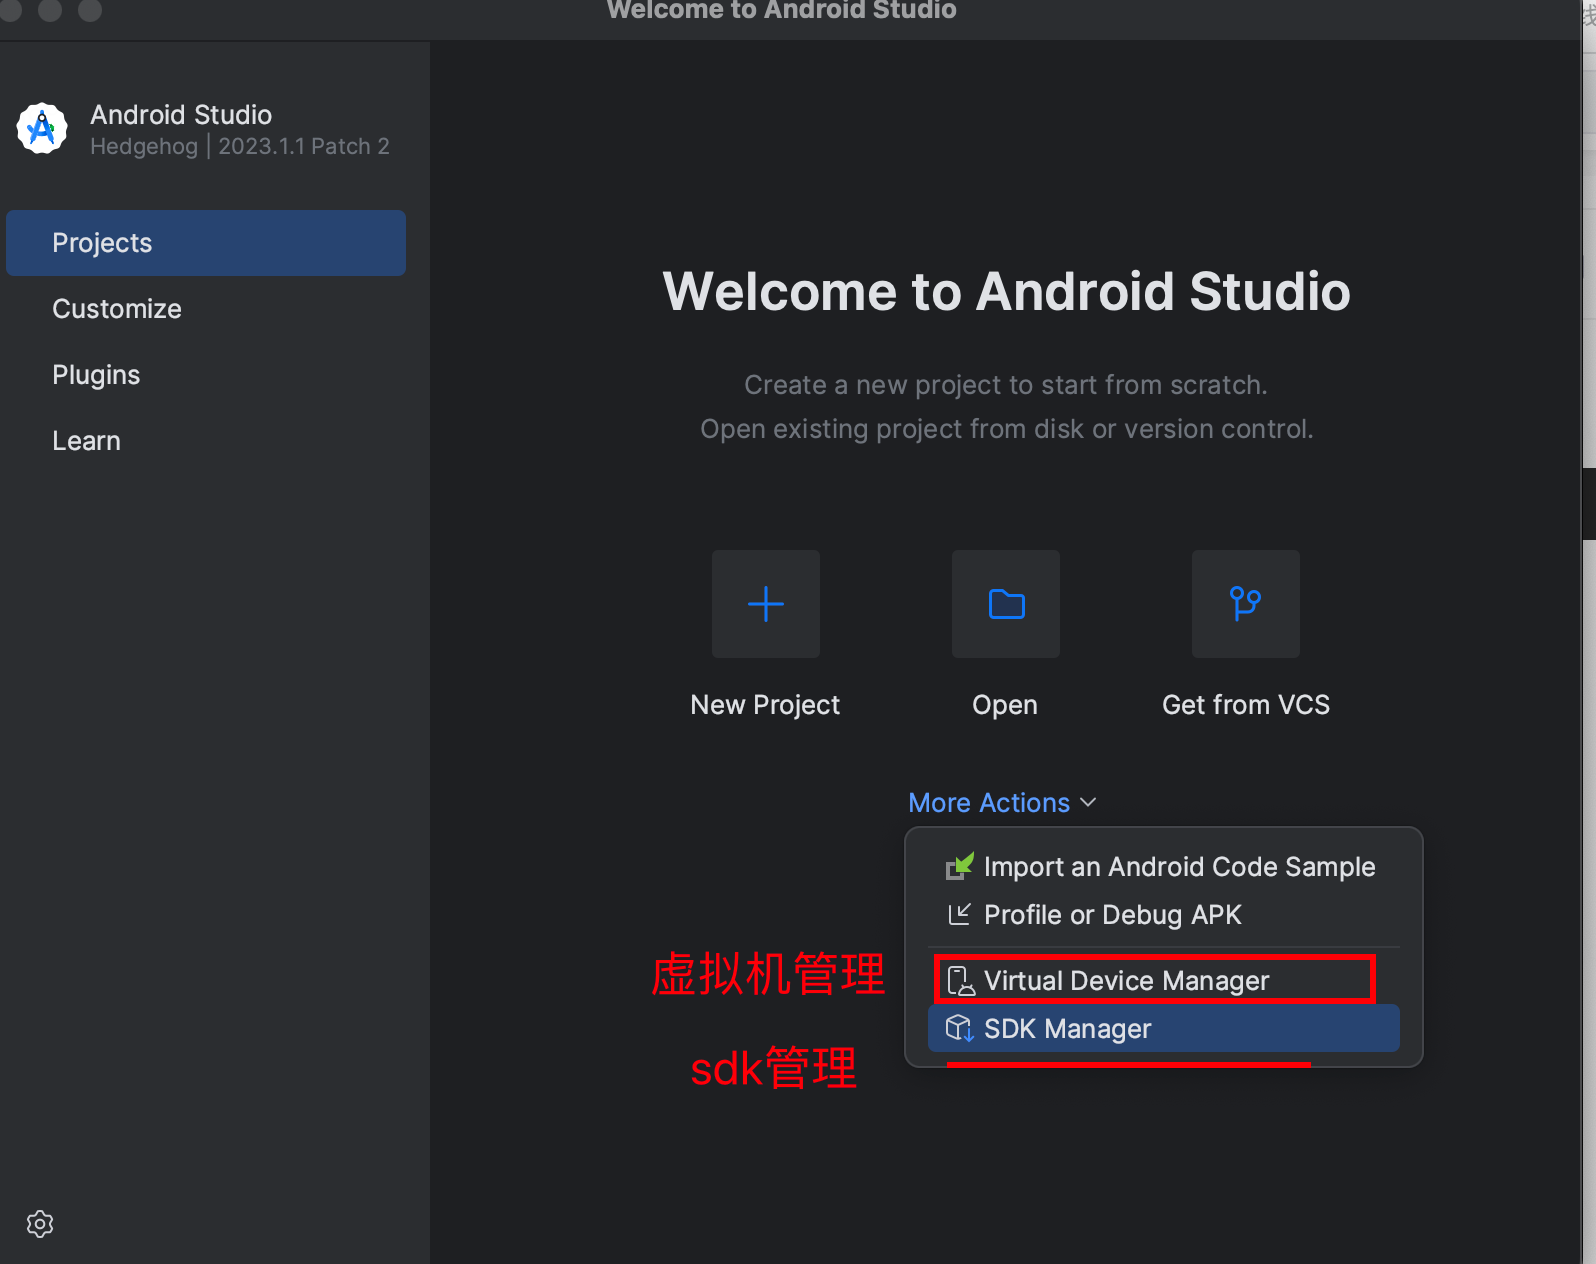 Welcome to Android Studio
Android Studio
Hedgehog | 2023.1.1 Patch 2
Projects
Customize
Plugins
Learn
Welcome to Android Studio
Create a new project to start from scratch.
Open existing project from disk or version control.
New Project
Open
Get from VCS
More Actions
Import an Android Code Sample
Profile or Debug APK
虚拟机管理
Virtual Device Manager
SDK Manager
sdk管理